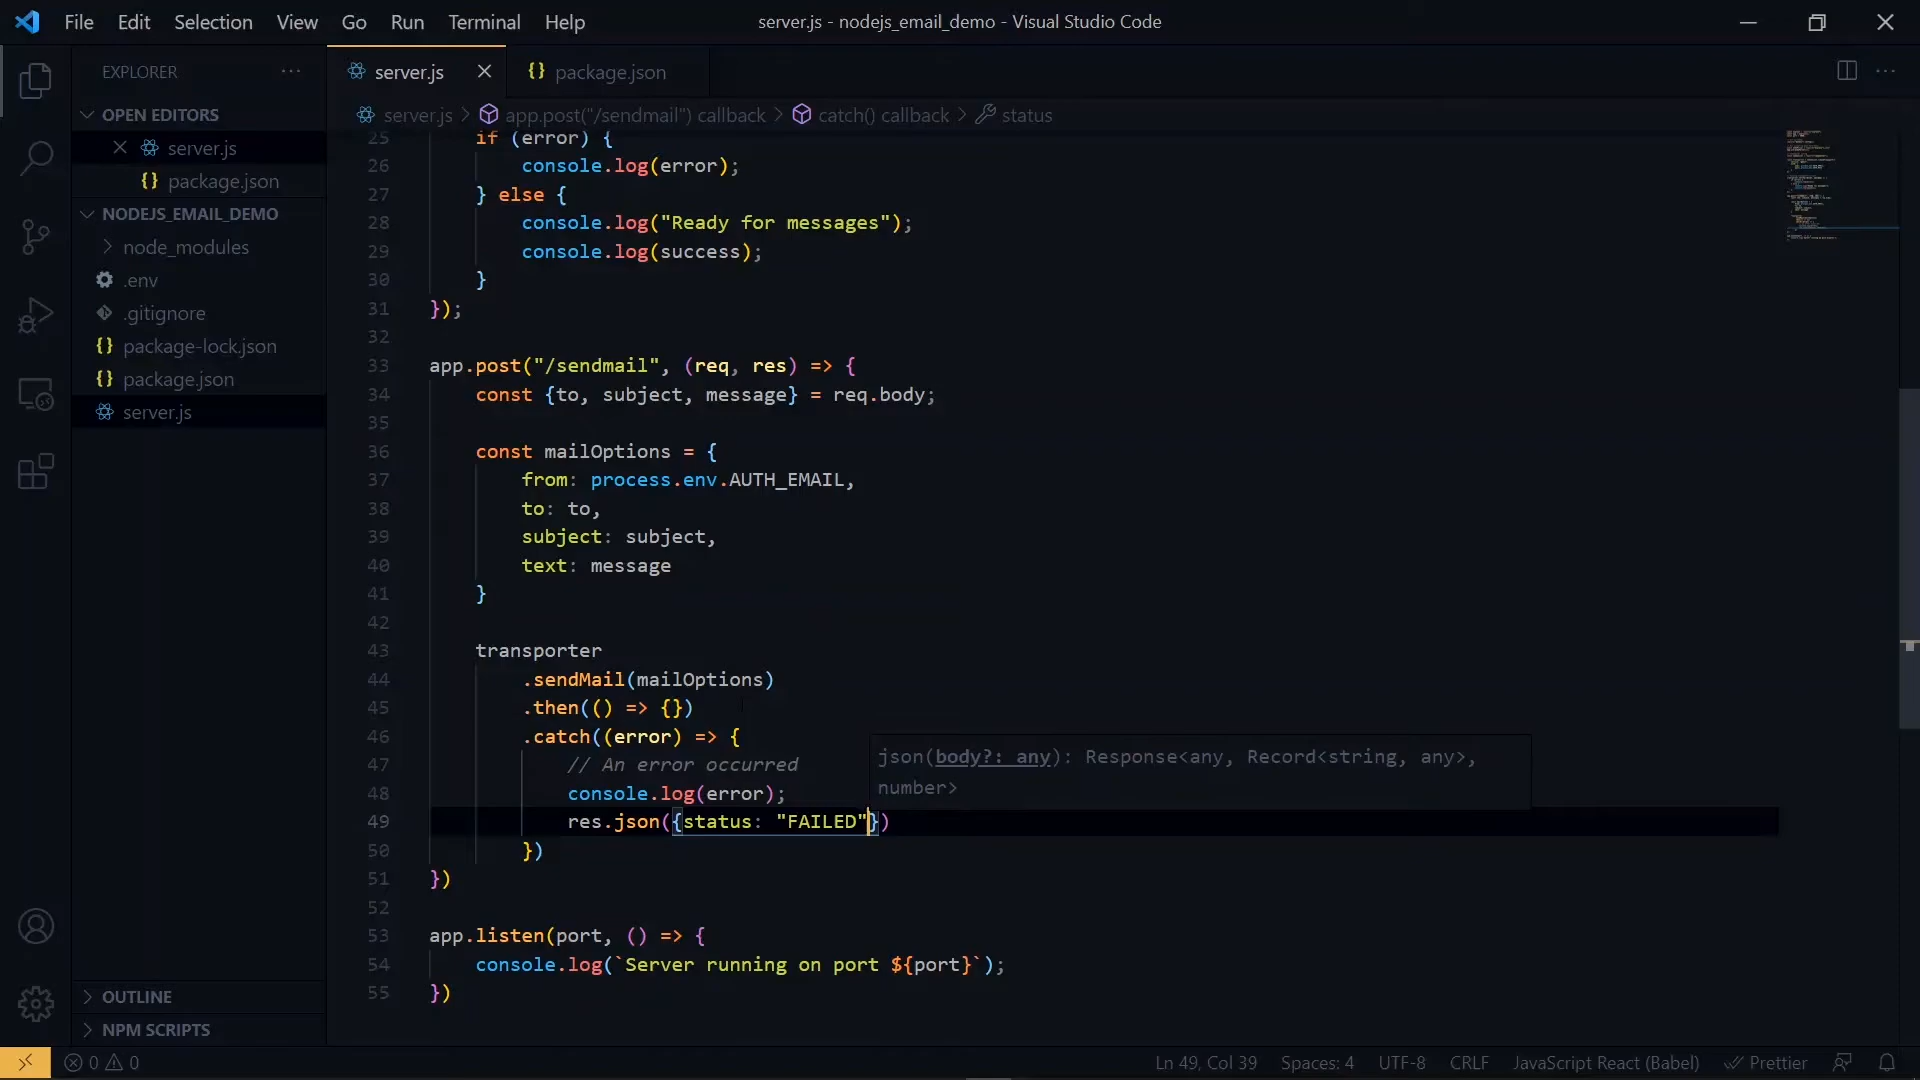 File Edit Selection View Go Run Terminal Help
server.js - nodejs_email_demo - Visual Studio Code
EXPLORER
OPEN EDITORS
server.js
{} package.json
NODEJS_EMAIL_DEMO
node_modules
.env
.gitignore
{} package-lock.json
{} package.json
server.js
OUTLINE
NPM SCRIPTS
server.js
{} package.json
server.js > app.post("/sendmail") callback > catch() callback > status
25 if (error) {
26 console.log(error);
27 } else {
28 console.log("Ready for messages");
29 console.log(success);
30 }
31 });
32
33 app.post("/sendmail", (req, res) => {
34 const {to, subject, message} = req.body;
35
36 const mailOptions = {
37 from: process.env.AUTH_EMAIL,
38 to: to,
39 subject: subject,
40 text: message
41 }
42
43 transporter
44 .sendMail(mailOptions)
45 .then(() => {})
46 .catch((error) => {
47 // An error occurred
48 console.log(error);
49 res.json({status: "FAILED"})
50 })
51 })
52
53 app.listen(port, () => {
54 console.log(`Server running on port ${port}`);
55 })
json(body?: any): Response<any, Record<string, any>,
number>
0 0
Ln 49, Col 39 Spaces: 4 UTF-8 CRLF JavaScript React (Babel) Prettier